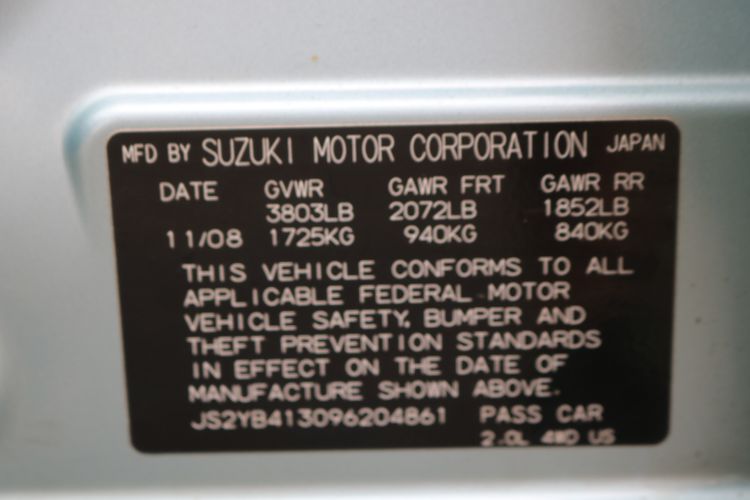 MFD BY SUZUKI MOTOR CORPORATION JAPAN
DATE GVWR GAWR FRT GAWR RR
3803LB 2072LB 1852LB
11/08 1725KG 940KG 840KG
THIS VEHICLE CONFORMS TO ALL
APPLICABLE FEDERAL MOTOR
VEHICLE SAFETY, BUMPER AND
THEFT PREVENTION STANDARDS
IN EFFECT ON THE DATE OF
MANUFACTURE SHOWN ABOVE.
JS2YB413096204861 PASS CAR
2.0L 4WD US